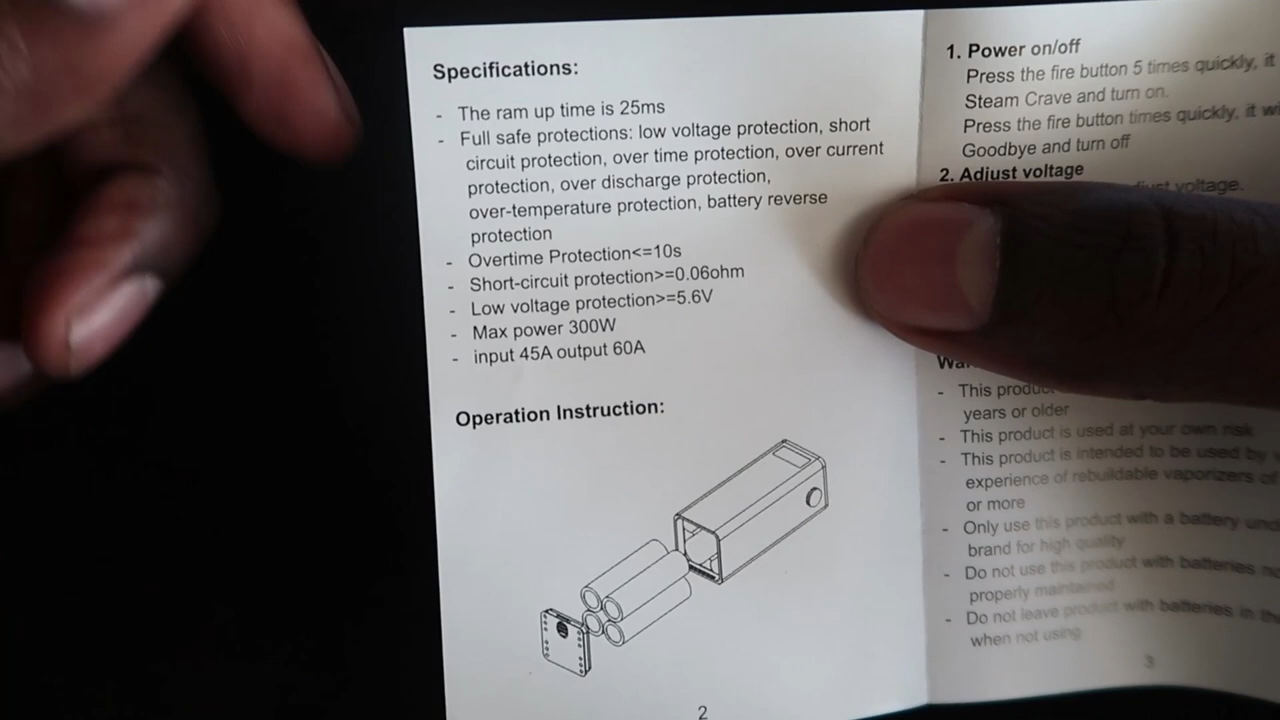 Specifications:
- The ram up time is 25ms
- Full safe protections: low voltage protection, short
circuit protection, over time protection, over current
protection, over discharge protection,
over-temperature protection, battery reverse
protection
- Overtime Protection<=10s
- Short-circuit protection>=0.06ohm
- Low voltage protection>=5.6V
- Max power 300W
- input 45A output 60A
Operation Instruction:
2
1. Power on/off
Press the fire button 5 times quickly, it
Steam Crave and turn on.
Press the fire button times quickly, it
Goodbye and turn off
2. Adjust voltage
voltage.
- This
years or older
- This product is used at your own risk
- This product is intended to be used by
experience of rebuildable vaporizers of
or more
- Only use this product with a battery
brand for high quality
- Do not use this product with batteries
properly maintained
- Do not leave product with batteries in
when not using
3